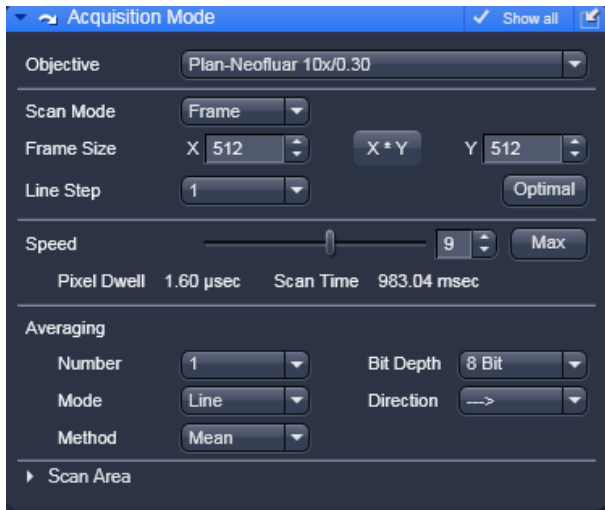 Acquisition Mode Show all
Objective Plan-Neofluar 10x/0.30
Scan Mode Frame
Frame Size X 512 X * Y Y 512
Line Step 1 Optimal
Speed 9 Max
Pixel Dwell 1.60 µsec Scan Time 983.04 msec
Averaging
Number 1 Bit Depth 8 Bit
Mode Line Direction --->
Method Mean
Scan Area